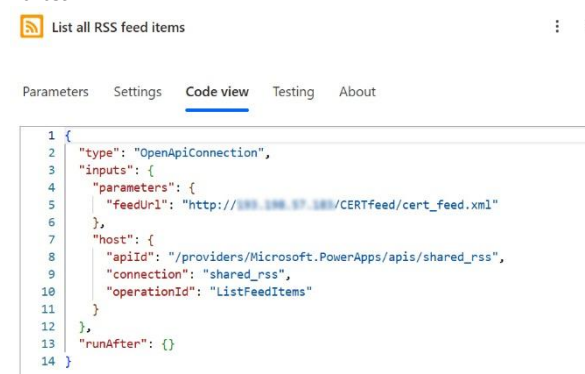 List all RSS feed items
Parameters Settings Code view Testing About
1 {
2 "type": "OpenApiConnection",
3 "inputs": {
4 "parameters": {
5 "feedUrl": "http:// /CERTfeed/cert_feed.xml"
6 },
7 "host": {
8 "apiId": "/providers/Microsoft.PowerApps/apis/shared_rss",
9 "connection": "shared_rss",
10 "operationId": "ListFeedItems"
11 }
12 },
13 "runAfter": {}
14 }